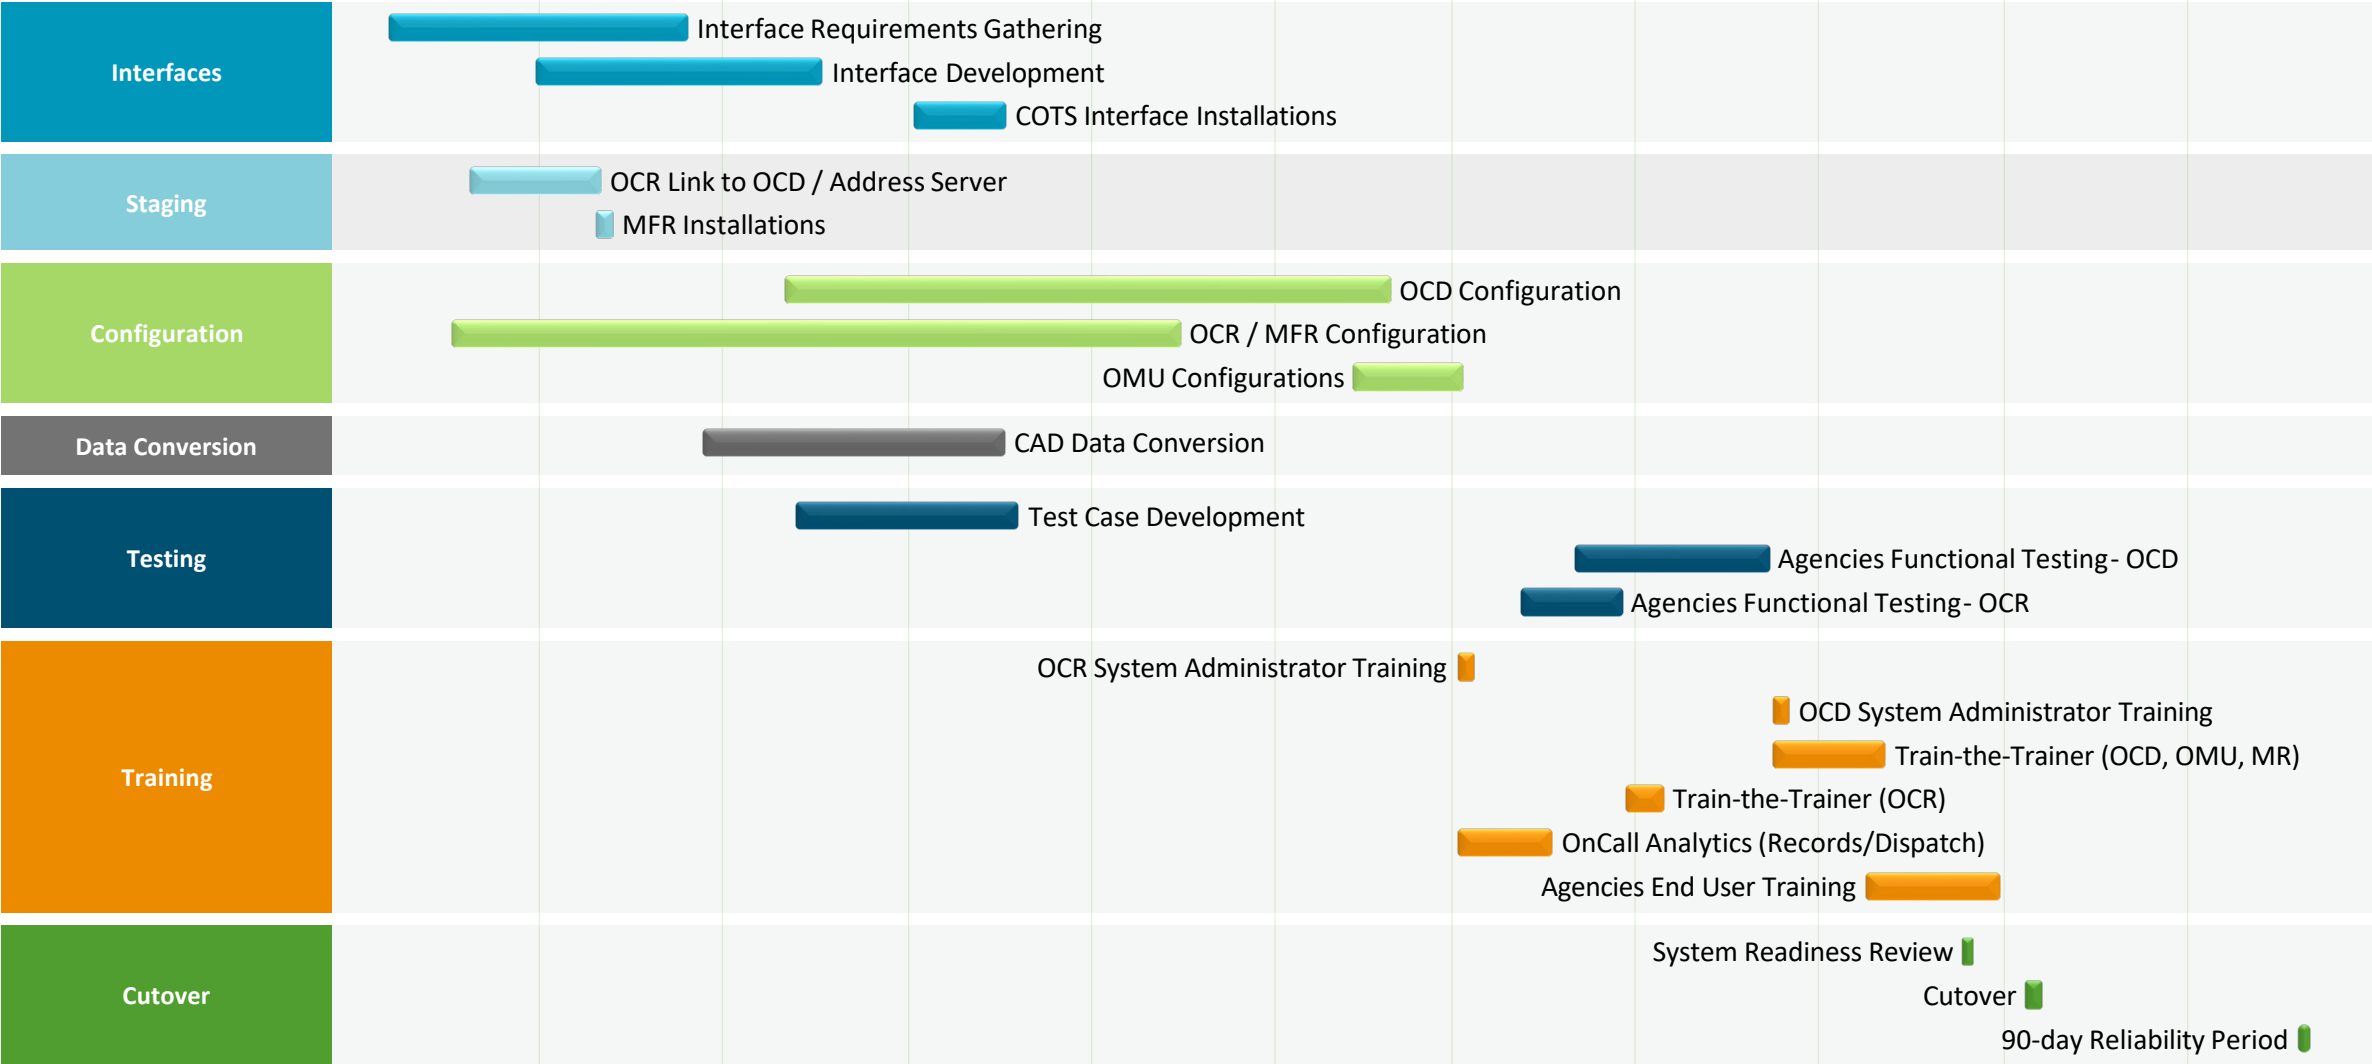 Interfaces
Interface Requirements Gathering
Interface Development
COTS Interface Installations
Staging
OCR Link to OCD / Address Server
MFR Installations
Configuration
OCD Configuration
OCR / MFR Configuration
OMU Configurations
Data Conversion
CAD Data Conversion
Testing
Test Case Development
Agencies Functional Testing - OCD
Agencies Functional Testing - OCR
Training
OCR System Administrator Training
OCD System Administrator Training
Train-the-Trainer (OCD, OMU, MR)
Train-the-Trainer (OCR)
OnCall Analytics (Records/Dispatch)
Agencies End User Training
Cutover
System Readiness Review
Cutover
90-day Reliability Period